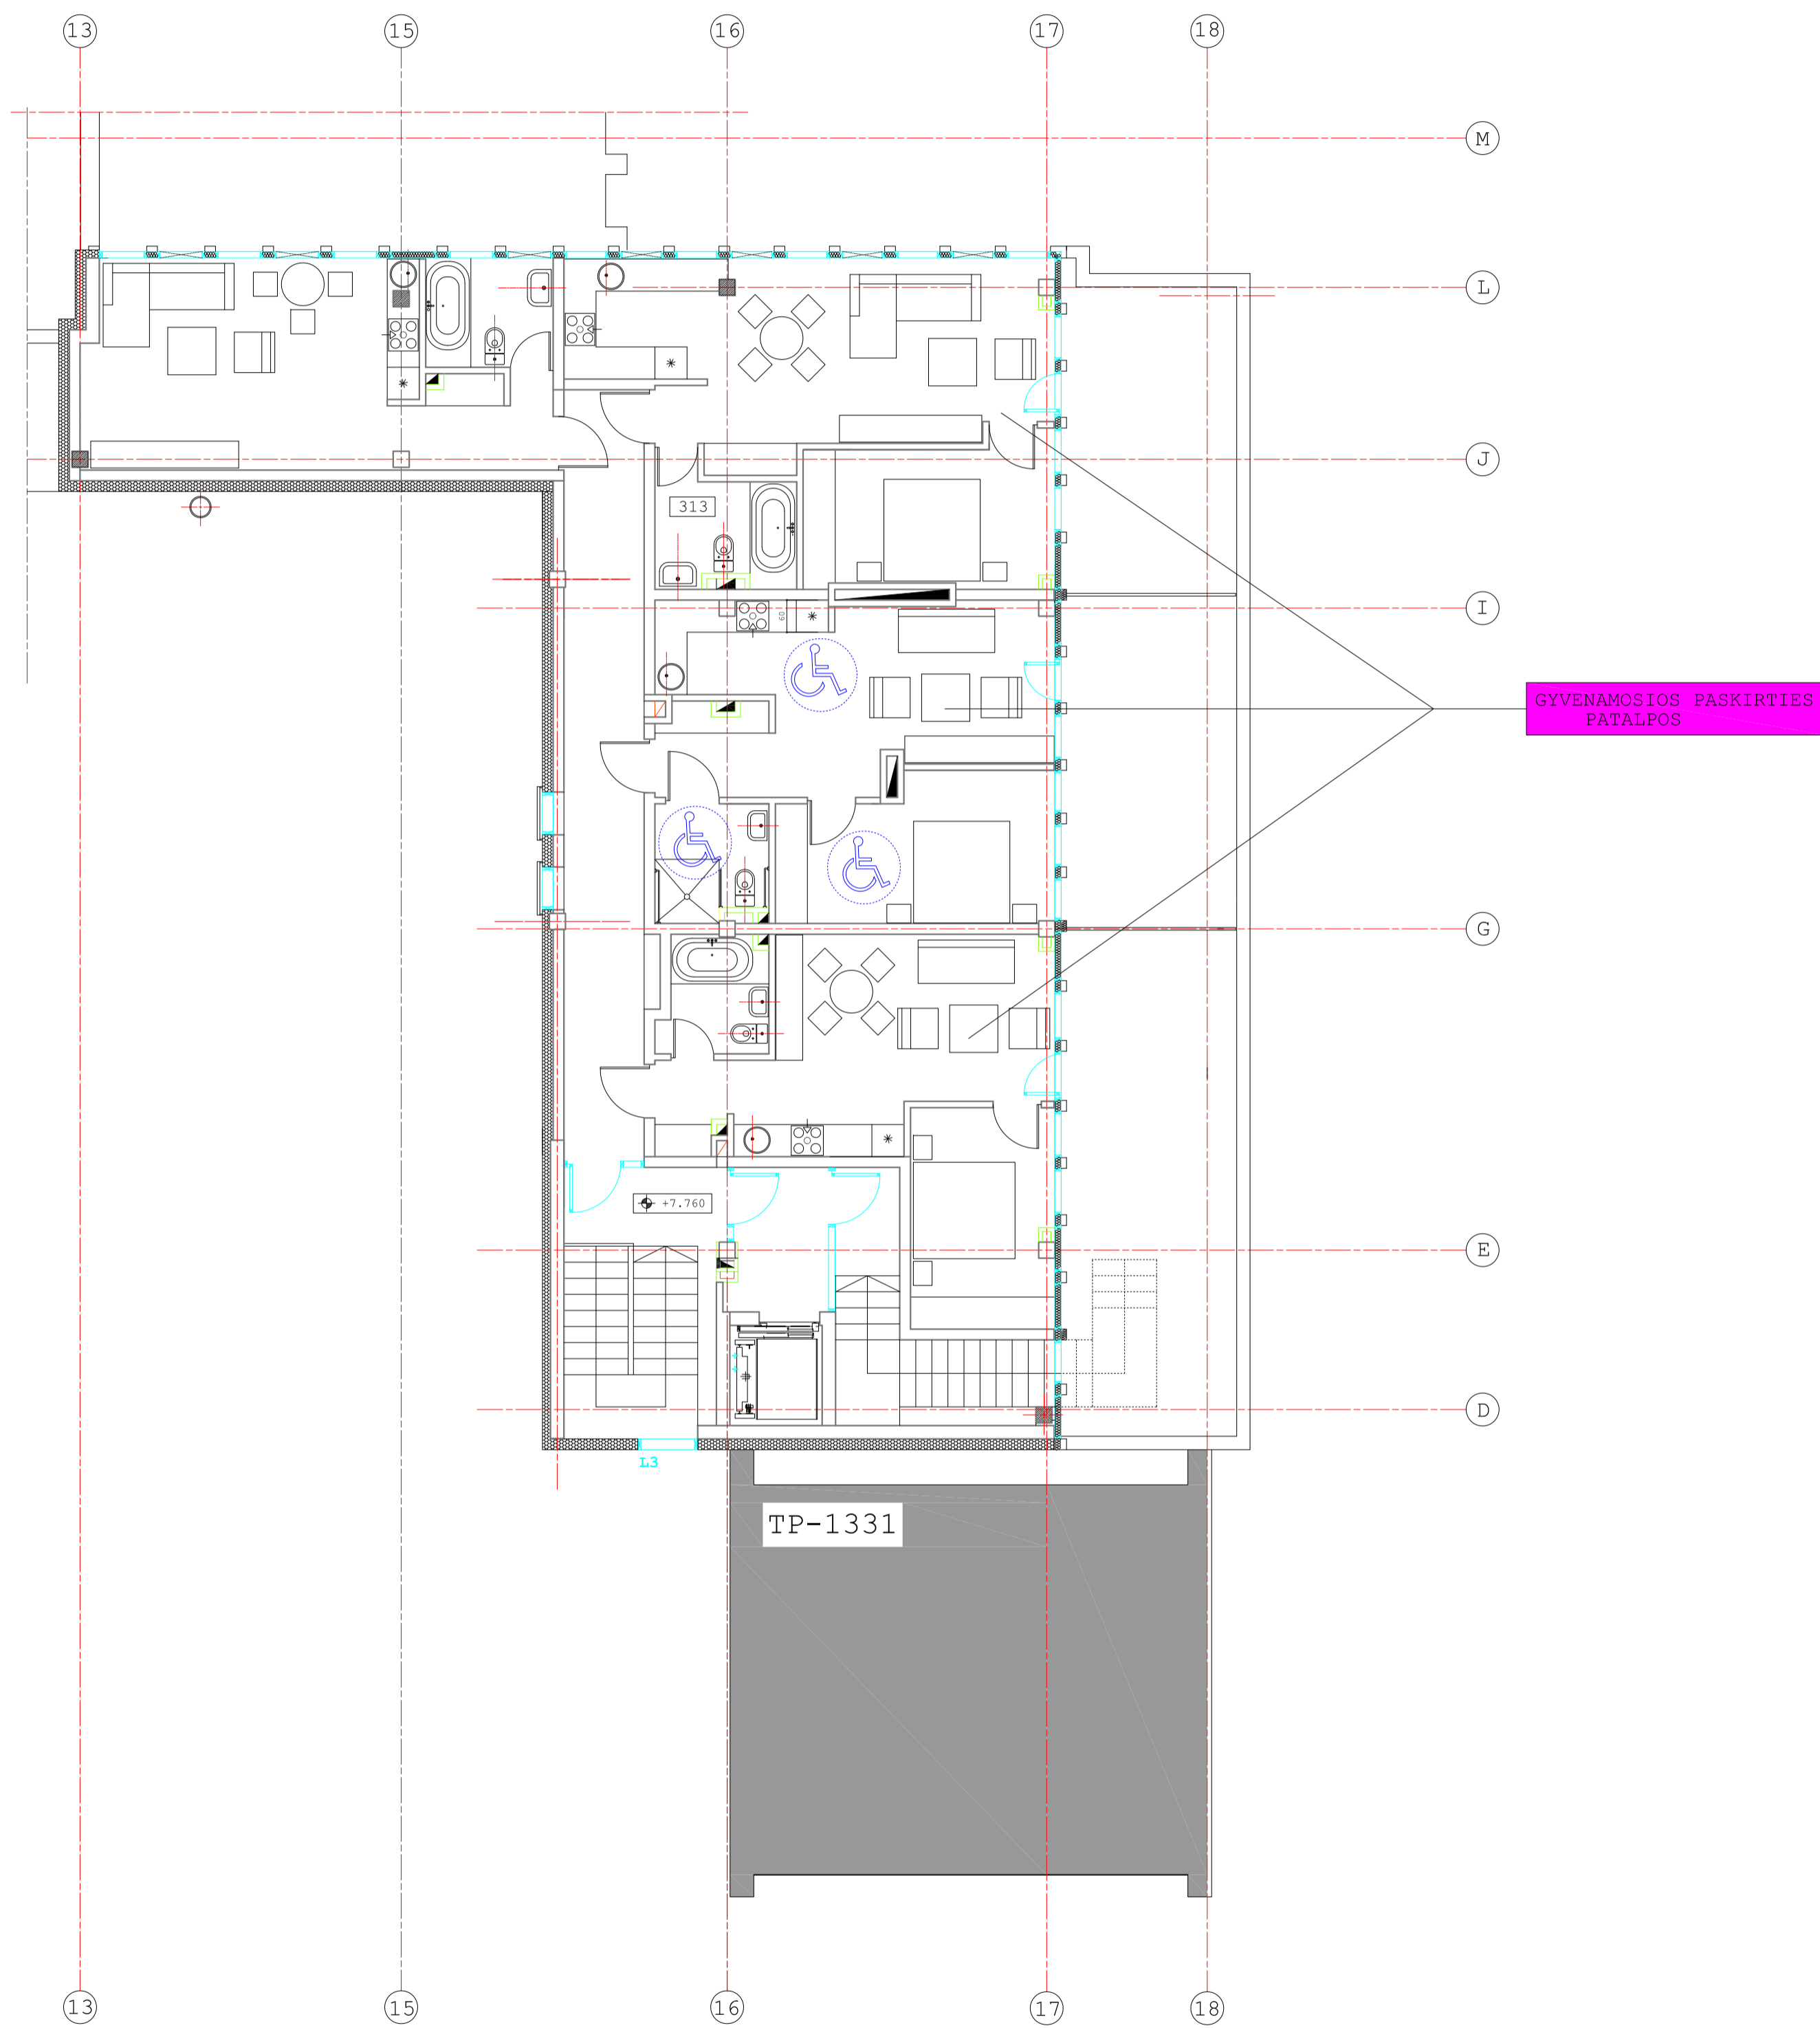 13 15 16 17 18
M
L
J
313
I
60
GYVENAMOSIOS PASKIRTIES
PATALPOS
G
+7.760
E
D
L3
TP-1331
13 15 16 17 18